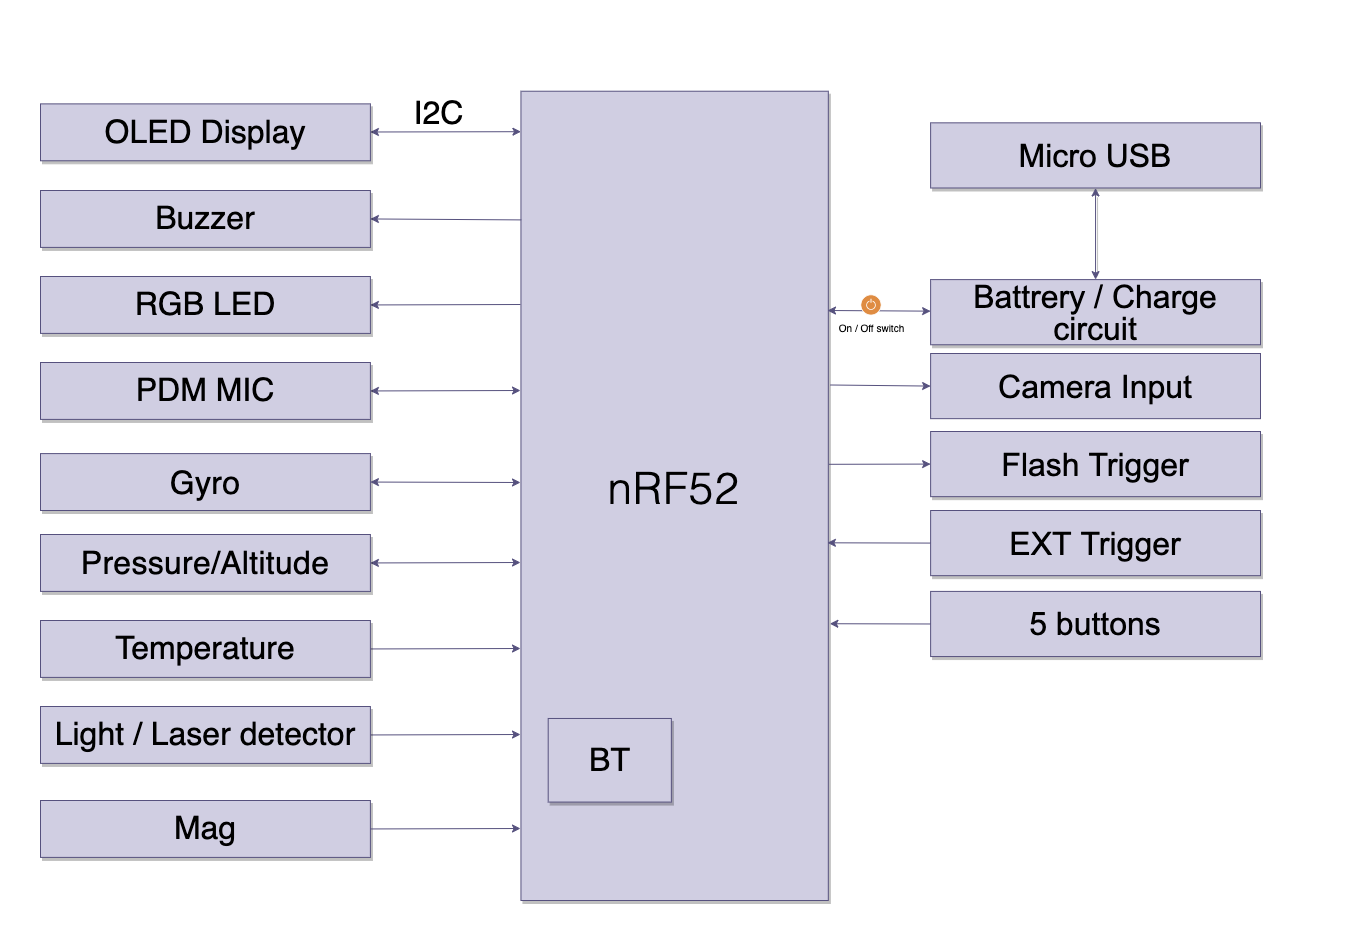 OLED Display
I2C
Buzzer
RGB LED
PDM MIC
Gyro
Pressure/Altitude
Temperature
Light / Laser detector
Mag
nRF52
BT
Micro USB
On / Off switch
Battrery / Charge
circuit
Camera Input
Flash Trigger
EXT Trigger
5 buttons